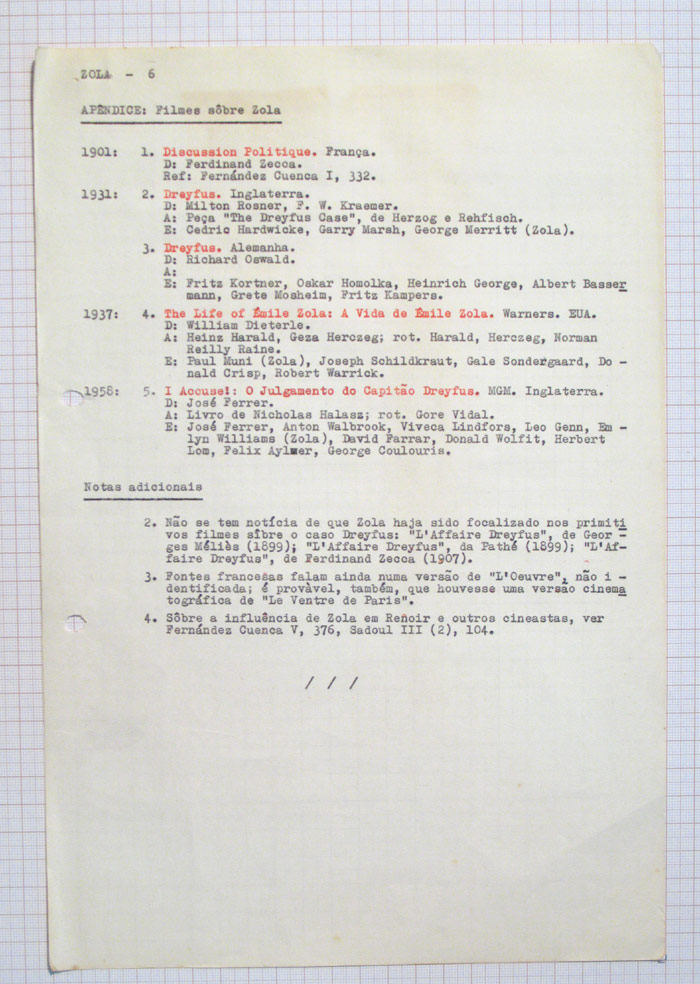 ZOLA - 6
APÊNDICE: Filmes sôbre Zola
1901: 1. Discussion Politique. França.
D: Ferdinand Zecca.
Ref: Fernández Cuenca I, 332.
1931: 2. Dreyfus. Inglaterra.
D: Milton Rosner, F. W. Kraemer.
A: Peça "The Dreyfus Case", de Herzog e Rehfisch.
E: Cedric Hardwicke, Garry Marsh, George Merritt (Zola).
3. Dreyfus. Alemanha.
D: Richard Oswald.
A:
E: Fritz Kortner, Oskar Homolka, Heinrich George, Albert Basser
mann, Grete Mosheim, Fritz Kampers.
1937: 4. The Life of Émile Zola: A Vida de Émile Zola. Warners. EUA.
D: William Dieterle.
A: Heinz Harald, Geza Herczeg; rot. Harald, Herczeg, Norman
Reilly Raine.
E: Paul Muni (Zola), Joseph Schildkraut, Gale Sondergaard, Do -
nald Crisp, Robert Warrick.
1958: 5. I Accuse!: O Julgamento do Capitão Dreyfus. MGM. Inglaterra.
D: José Ferrer.
A: Livro de Nicholas Halasz; rot. Gore Vidal.
E: José Ferrer, Anton Walbrook, Viveca Lindfors, Leo Genn, Em -
lyn Williams (Zola), David Farrar, Donald Wolfit, Herbert
Lom, Felix Aylmer, George Coulouris.
Notas adicionais
2. Não se tem notícia de que Zola haja sido focalizado nos primiti
vos filmes sîbre o caso Dreyfus: "L'Affaire Dreyfus", de Geor -
ges Méliès (1899); "L'Affaire Dreyfus", da Pathé (1899); "L'Af-
faire Dreyfus", de Ferdinand Zecca (1907).
3. Fontes francesas falam ainda numa versão de "L'Oeuvre", não i -
dentificada; é provàvel, também, que houvesse uma versão cinema
tográfica de "Le Ventre de Paris".
4. Sôbre a influência de Zola em Renoir e outros cineastas, ver
Fernández Cuenca V, 376, Sadoul III (2), 104.
/ / /